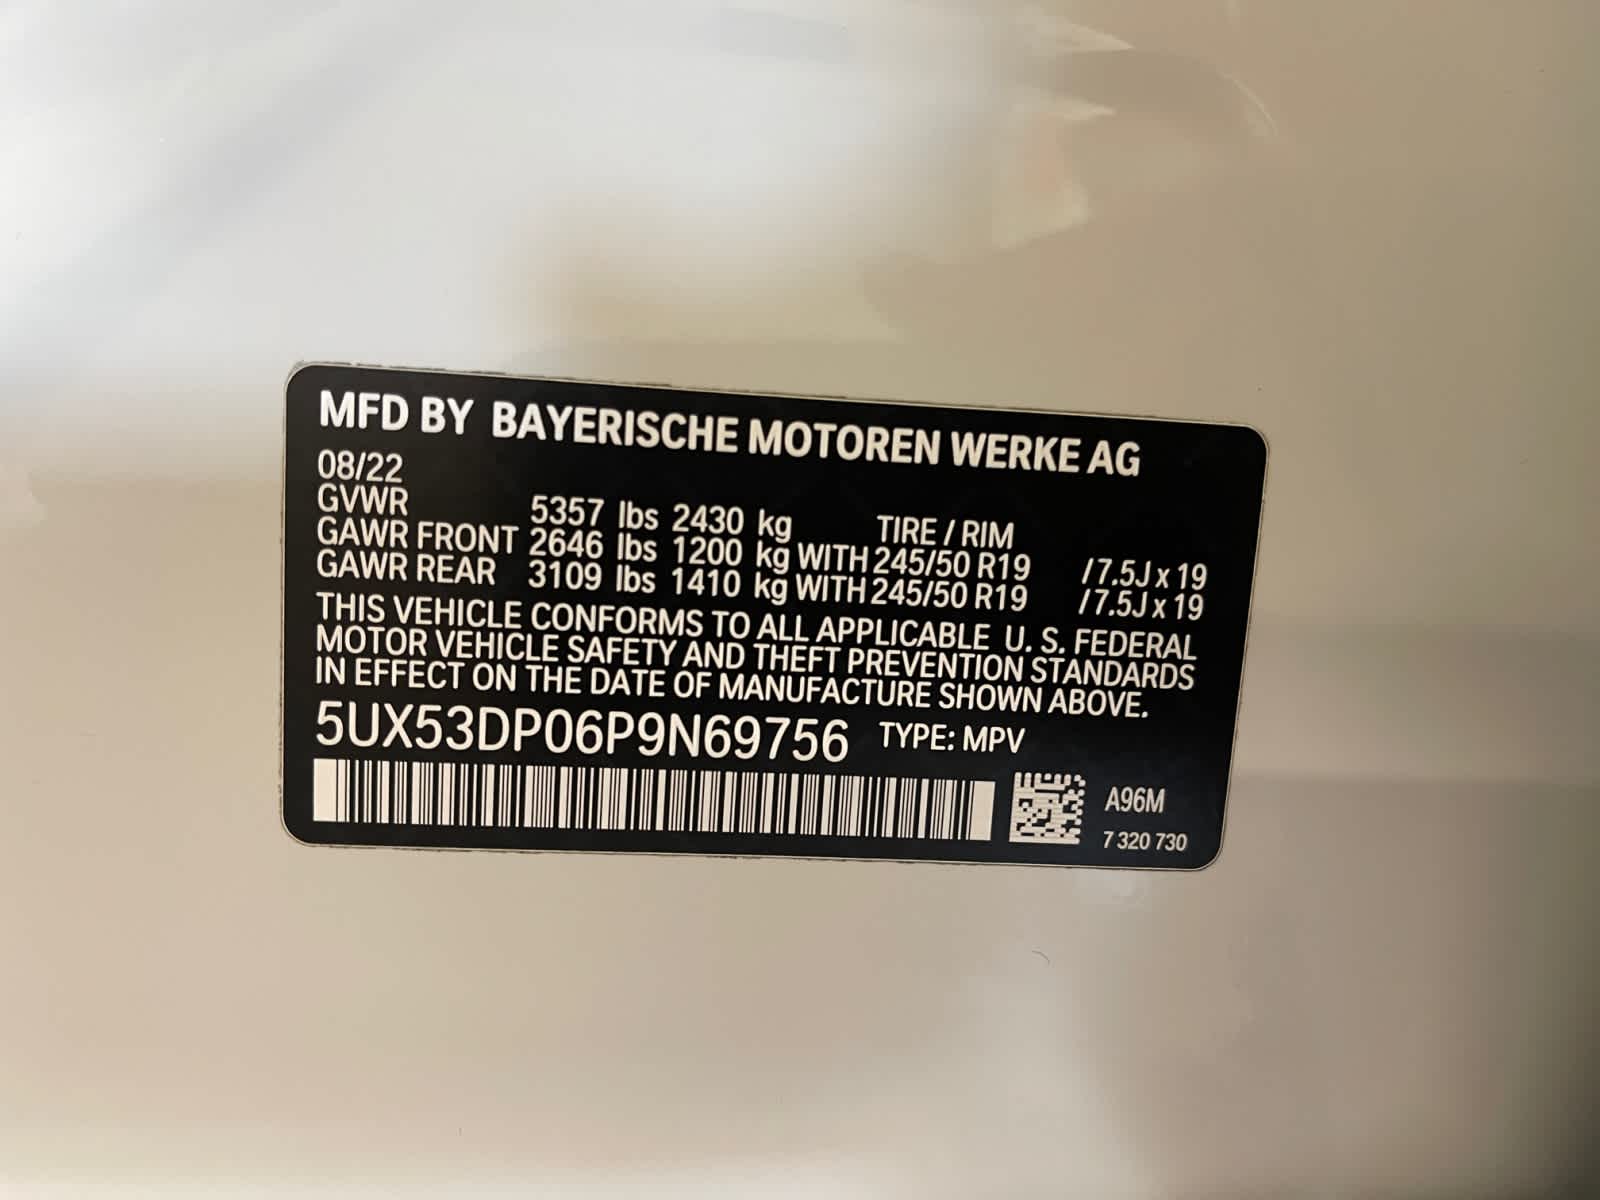 MFD BY BAYERISCHE MOTOREN WERKE AG
08/22
GVWR 5357 lbs 2430 kg TIRE / RIM
GAWR FRONT 2646 lbs 1200 kg WITH 245/50 R19 / 7.5J x 19
GAWR REAR 3109 lbs 1410 kg WITH 245/50 R19 / 7.5J x 19
THIS VEHICLE CONFORMS TO ALL APPLICABLE U. S. FEDERAL
MOTOR VEHICLE SAFETY AND THEFT PREVENTION STANDARDS
IN EFFECT ON THE DATE OF MANUFACTURE SHOWN ABOVE.
5UX53DP06P9N69756 TYPE: MPV
A96M
7 320 730